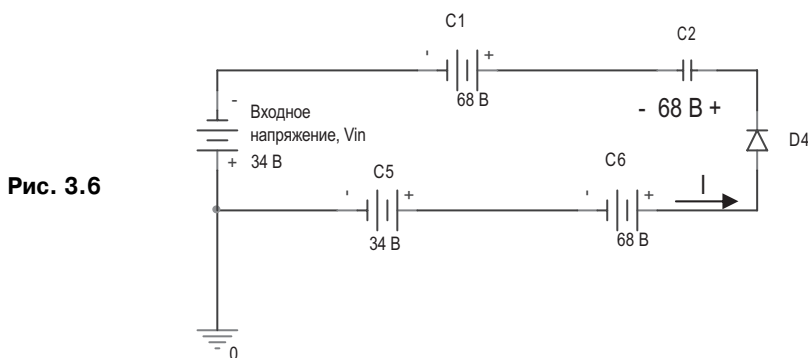 C1
C2
- +
68 В
- 68 В +
D4
-
Входное
напряжение, Vin
+ 34 В
Рис. 3.6
C5
C6
I
- +
34 В
- +
68 В
0